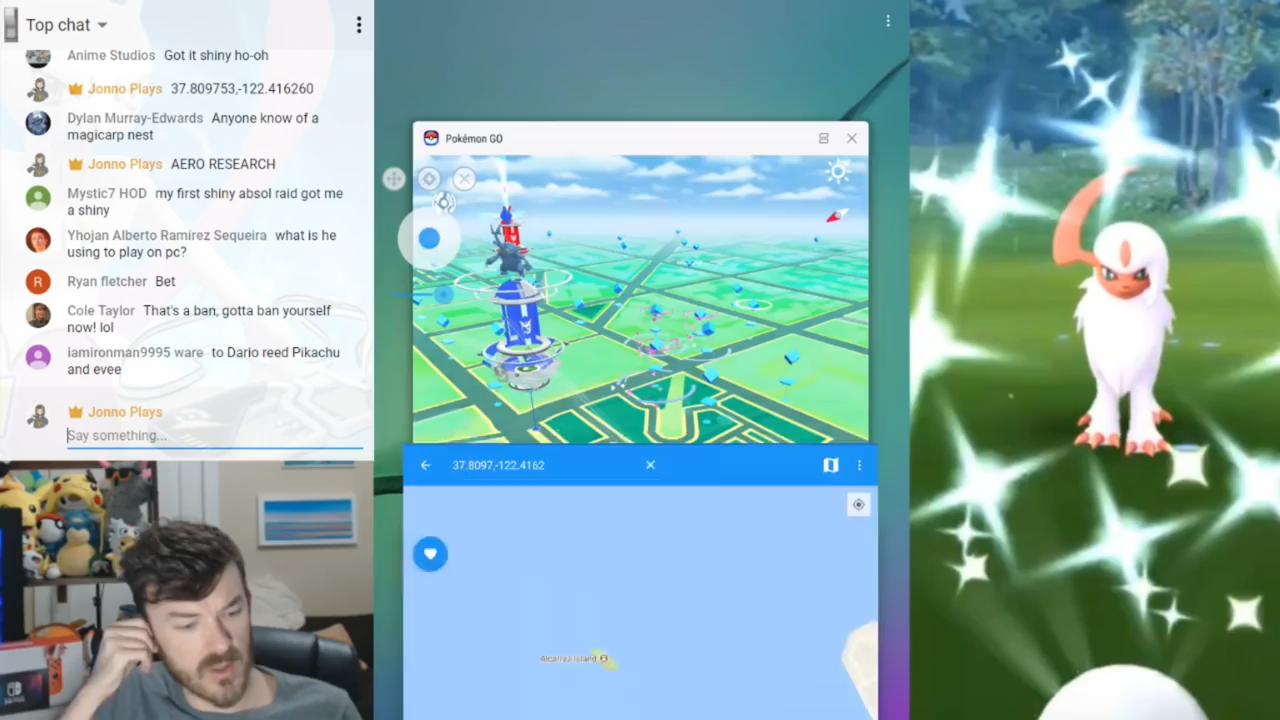 Top chat
Anime Studios Got it shiny ho-oh
Jonno Plays 37.809753,-122.416260
Dylan Murray-Edwards Anyone know of a
magicarp nest
Jonno Plays AERO RESEARCH
Mystic7 HOD my first shiny absol raid got me
a shiny
Yhojan Alberto Ramírez Sequeira what is he
using to play on pc?
R
Ryan fletcher Bet
Cole Taylor That's a ban, gotta ban yourself
now! lol
iamironman9995 ware to Dario reed Pikachu
and evee
Jonno Plays
Say something...
Pokémon GO
37.8097,-122.4162
Alcatraz Island